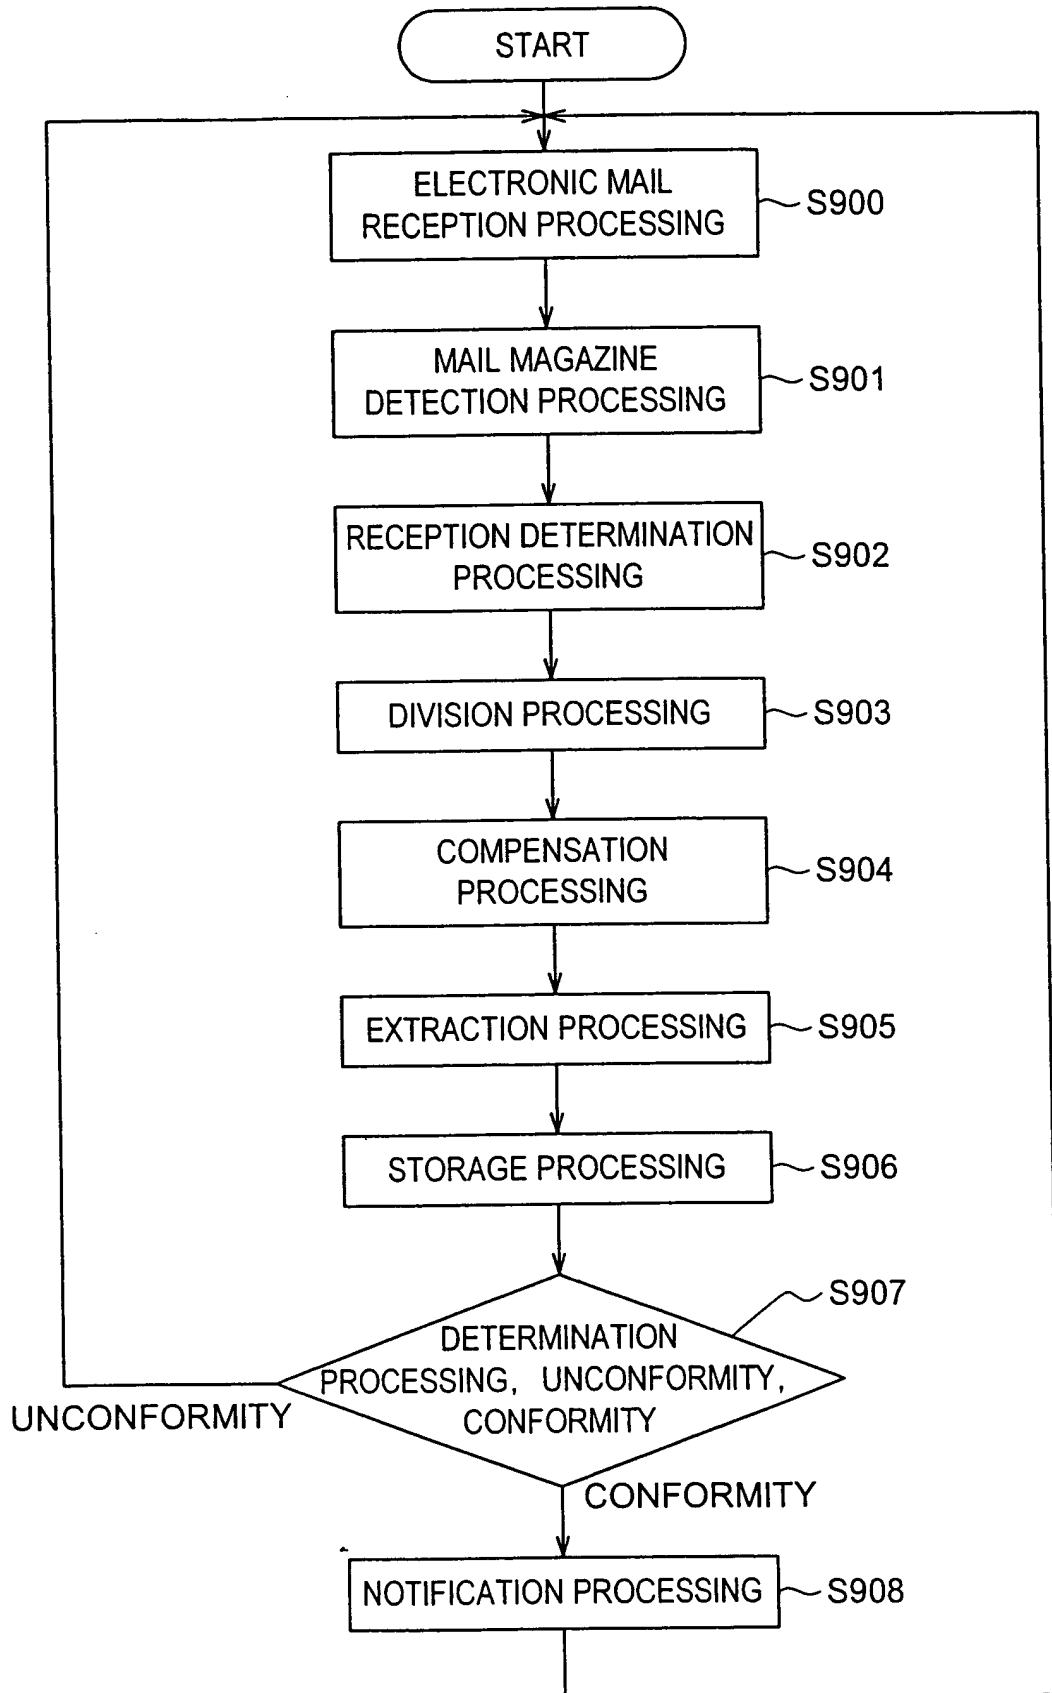 START
ELECTRONIC MAIL
RECEPTION PROCESSING
S900
MAIL MAGAZINE
DETECTION PROCESSING
S901
RECEPTION DETERMINATION
PROCESSING
S902
DIVISION PROCESSING
S903
COMPENSATION
PROCESSING
S904
EXTRACTION PROCESSING
S905
STORAGE PROCESSING
S906
S907
DETERMINATION
PROCESSING, UNCONFORMITY,
CONFORMITY
UNCONFORMITY
CONFORMITY
NOTIFICATION PROCESSING
S908